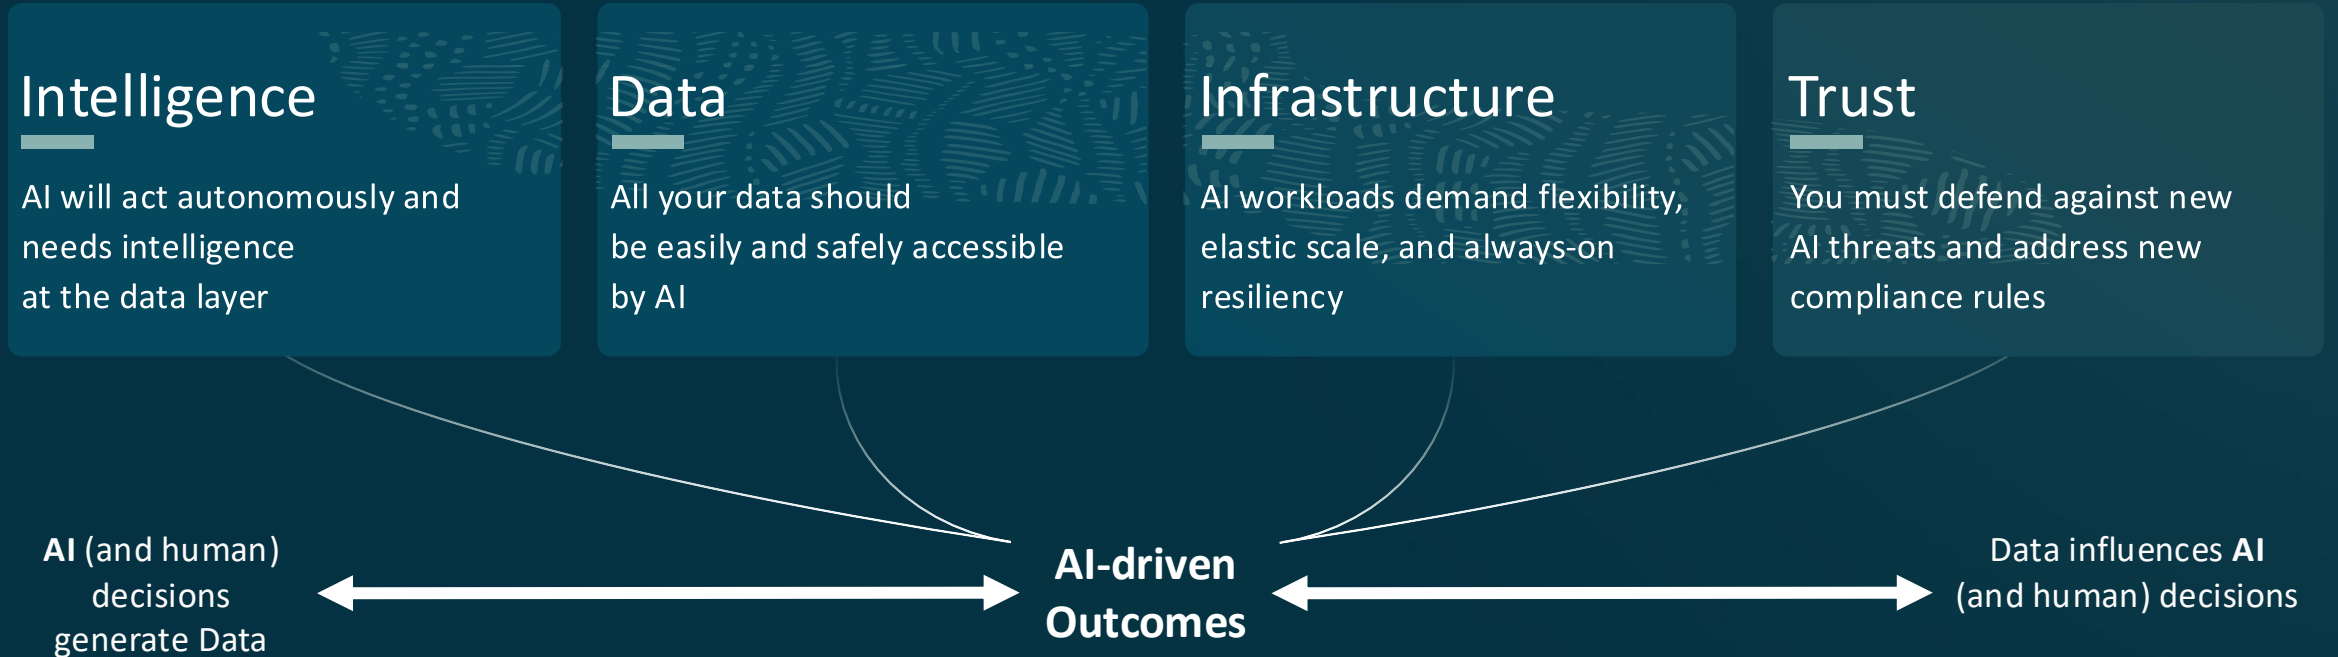 Intelligence
AI will act autonomously and
needs intelligence
at the data layer
Data
All your data should
be easily and safely accessible
by AI
Infrastructure
AI workloads demand flexibility,
elastic scale, and always-on
resiliency
Trust
You must defend against new
AI threats and address new
compliance rules
AI (and human)
decisions
generate Data
AI-driven
Outcomes
Data influences AI
(and human) decisions